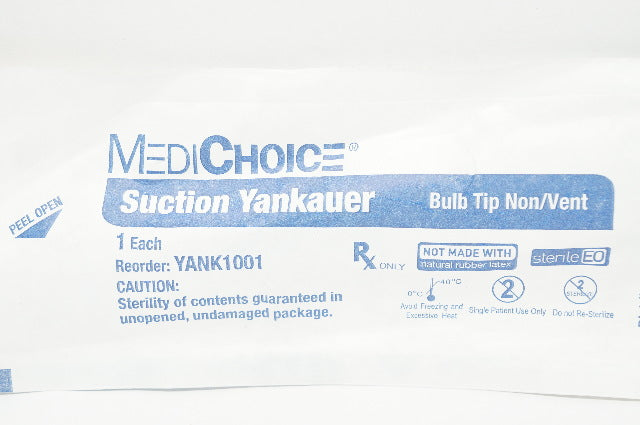 MEDICHOICE®
PEEL OPEN
Suction Yankauer Bulb Tip Non/Vent
1 Each
Reorder: YANK1001
CAUTION:
Sterility of contents guaranteed in
unopened, undamaged package.
Rx ONLY
NOT MADE WITH
natural rubber latex
sterile EO
0°C 40°C
Avoid Freezing and
Excessive Heat
2
Single Patient Use Only
2
STERILIZE
Do not Re-Sterilize